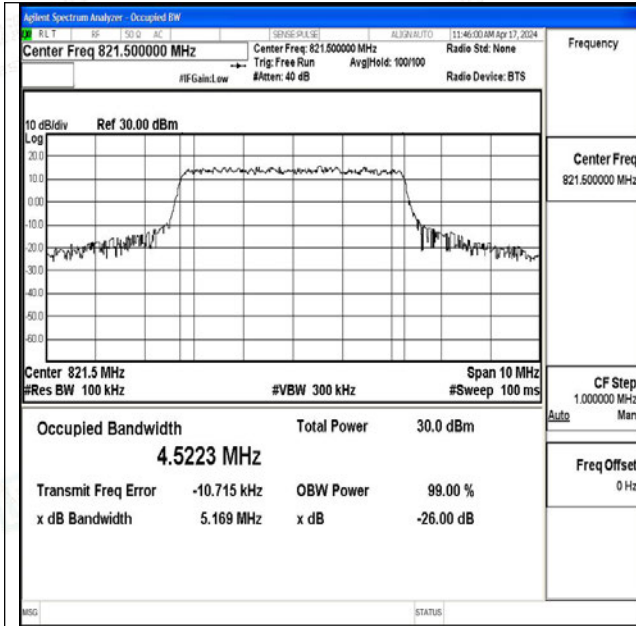 Agilent Spectrum Analyzer - Occupied BW
RL T RF 50 Ω AC SENSE:PULSE ALIGN AUTO 11:46:00 AM Apr 17, 2024
Center Freq 821.500000 MHz
Center Freq: 821.500000 MHz
Radio Std: None
Trig: Free Run Avg|Hold: 100/100
#IFGain:Low #Atten: 40 dB Radio Device: BTS
10 dB/div Ref 30.00 dBm
Log
20.0
10.0
0.00
-10.0
-20.0
-30.0
-40.0
-50.0
-60.0
Center 821.5 MHz Span 10 MHz
#Res BW 100 kHz #VBW 300 kHz #Sweep 100 ms
Occupied Bandwidth Total Power 30.0 dBm
4.5223 MHz
Transmit Freq Error -10.715 kHz OBW Power 99.00 %
x dB Bandwidth 5.169 MHz x dB -26.00 dB
MSG STATUS
Frequency
Center Freq
821.500000 MHz
CF Step
1.000000 MHz
Auto Man
Freq Offset
0 Hz